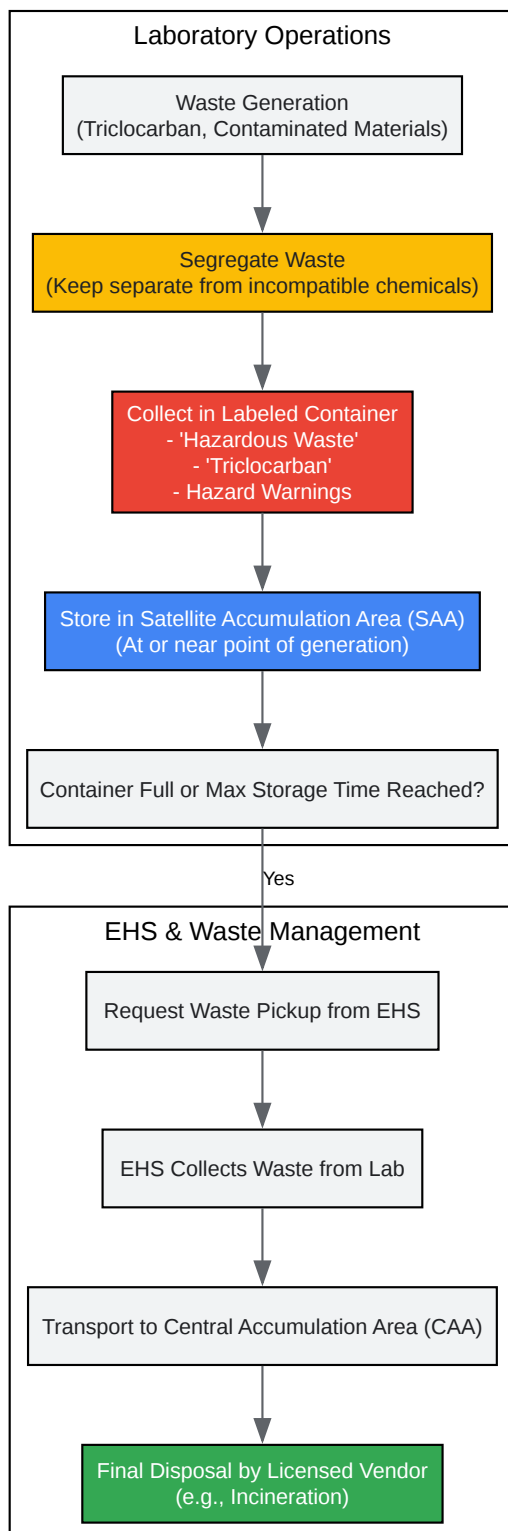 Laboratory Operations
Waste Generation
(Triclocarban, Contaminated Materials)
Segregate Waste
(Keep separate from incompatible chemicals)
Collect in Labeled Container
- 'Hazardous Waste'
- 'Triclocarban'
- Hazard Warnings
Store in Satellite Accumulation Area (SAA)
(At or near point of generation)
Container Full or Max Storage Time Reached?
Yes
EHS & Waste Management
Request Waste Pickup from EHS
EHS Collects Waste from Lab
Transport to Central Accumulation Area (CAA)
Final Disposal by Licensed Vendor
(e.g., Incineration)